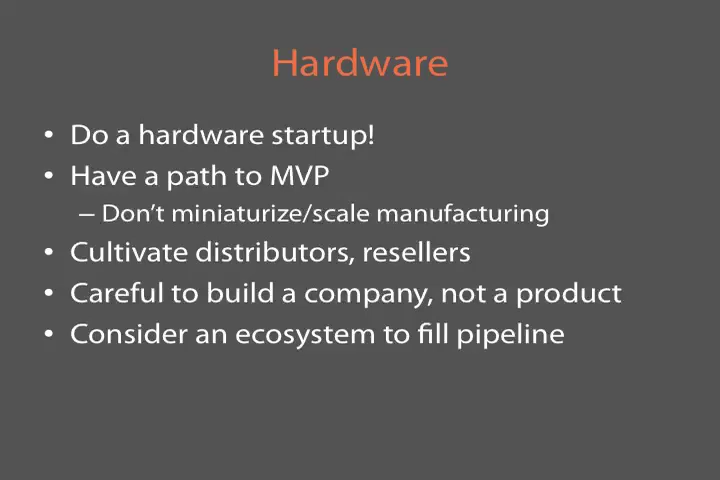 Hardware
• Do a hardware startup!
• Have a path to MVP
– Don’t miniaturize/scale manufacturing
• Cultivate distributors, resellers
• Careful to build a company, not a product
• Consider an ecosystem to fill pipeline